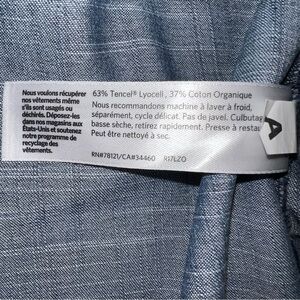 Nous voulons récupérer
nos vêtements même
s'ils sont usagés ou
déchirés. Déposez-les
dans nos magasins aux
États-Unis et soutenez
notre programme de
recyclage des
vêtements.
63% Tencel® Lyocell, 37% Coton Organique
Nous recommandons machine à laver à froid,
séparément, cycle délicat. Pas de javel. Culbutag
basse sèche, retirez rapidement. Presse à restau
Peut être nettoyé à sec.
RN#78121/CA#34460 R17LZO
A